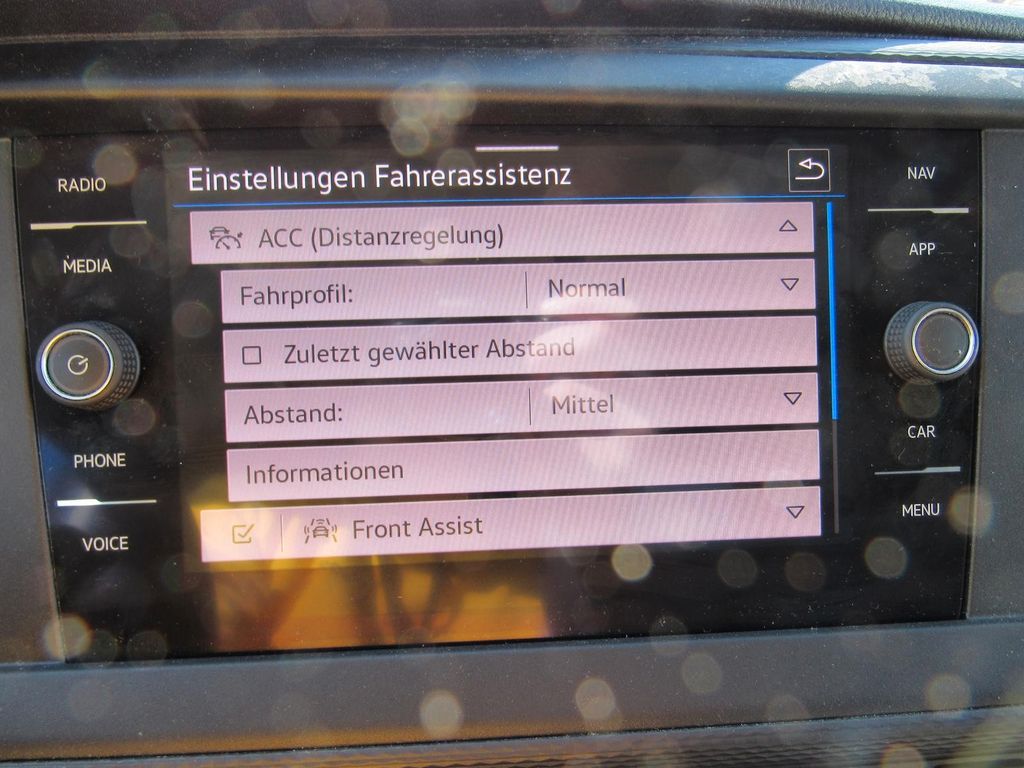 RADIO
MEDIA
PHONE
VOICE
Einstellungen Fahrerassistenz
ACC (Distanzregelung)
Fahrprofil: Normal
Zuletzt gewählter Abstand
Abstand: Mittel
Informationen
Front Assist
NAV
APP
CAR
MENU